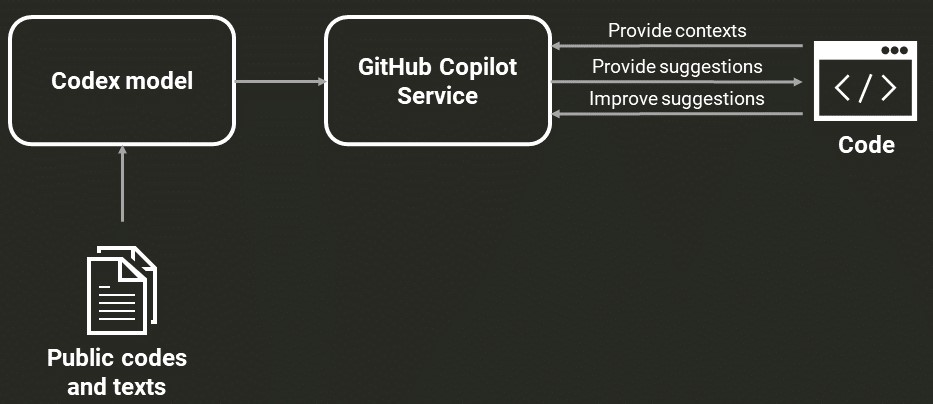 Codex model
GitHub Copilot
Service
Provide contexts
Provide suggestions
Improve suggestions
</>
Code
Public codes
and texts